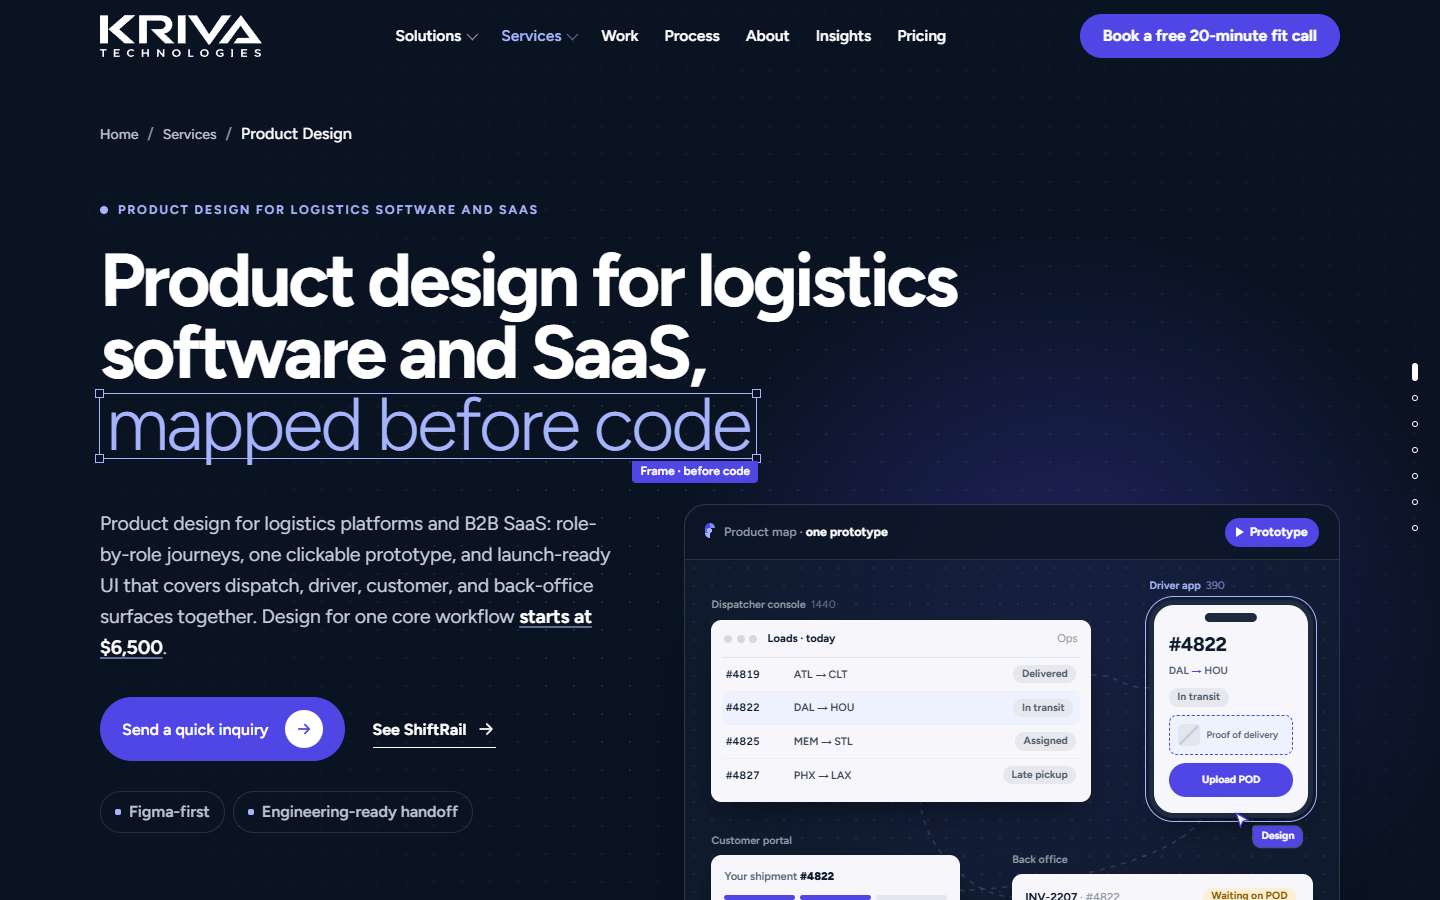 KRIVA
TECHNOLOGIES
Solutions Services Work Process About Insights Pricing
Book a free 20-minute fit call
Home / Services / Product Design
PRODUCT DESIGN FOR LOGISTICS SOFTWARE AND SAAS
Product design for logistics
software and SaaS,
mapped before code
Frame · before code
Product design for logistics platforms and B2B SaaS: role-
by-role journeys, one clickable prototype, and launch-ready
UI that covers dispatch, driver, customer, and back-office
surfaces together. Design for one core workflow starts at
$6,500.
Send a quick inquiry →
See ShiftRail →
Figma-first
Engineering-ready handoff
Product map · one prototype
Prototype
Dispatcher console 1440
Loads · today Ops
#4819 ATL → CLT Delivered
#4822 DAL → HOU In transit
#4825 MEM → STL Assigned
#4827 PHX → LAX Late pickup
Driver app 390
#4822
DAL → HOU
In transit
Proof of delivery
Upload POD
Design
Customer portal
Your shipment #4822
Back office
INV-2207 · #4822 Waiting on POD